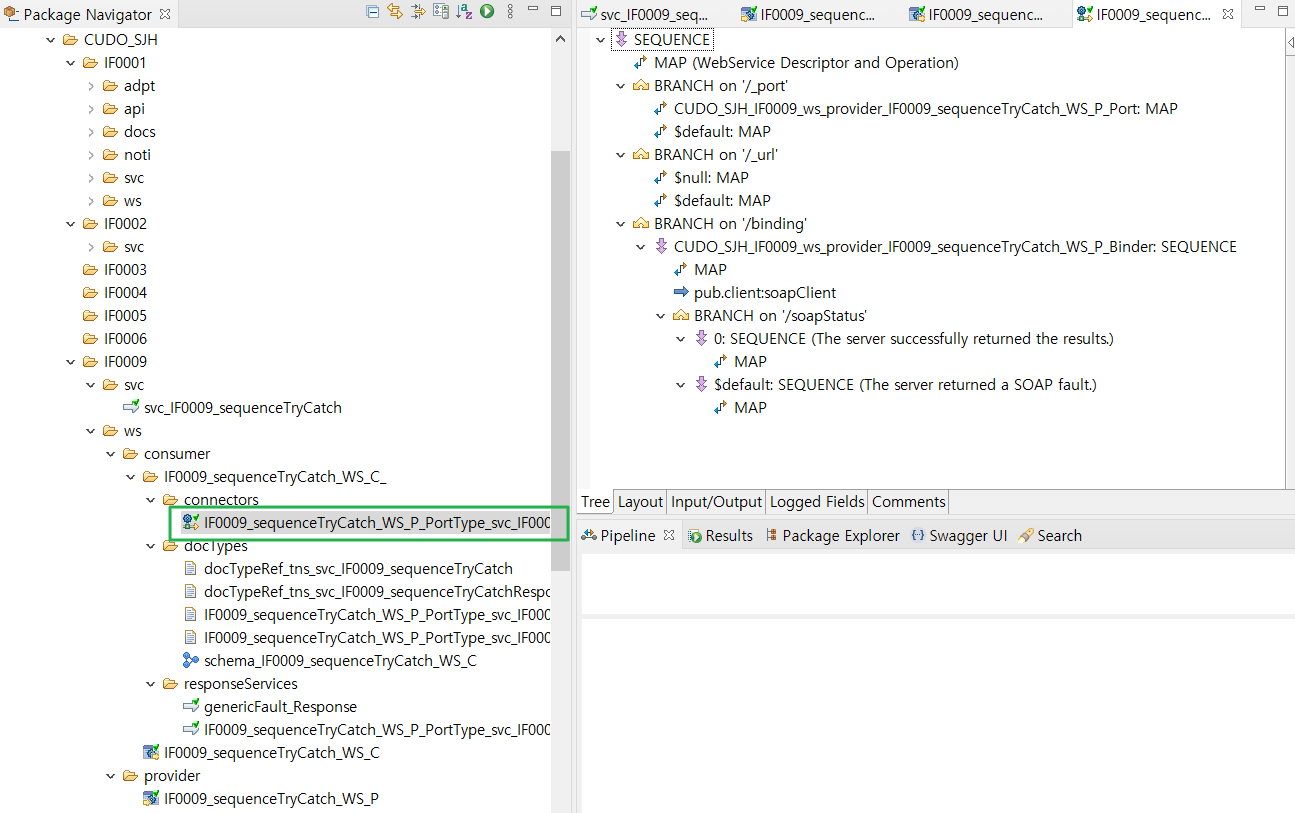 Package Navigator
CUDO_SJH
IF0001
adpt
api
docs
noti
svc
ws
IF0002
svc
IF0003
IF0004
IF0005
IF0006
IF0009
svc
svc_IF0009_sequenceTryCatch
ws
consumer
IF0009_sequenceTryCatch_WS_C_
connectors
IF0009_sequenceTryCatch_WS_P_PortType_svc_IF000
docTypes
docTypeRef_tns_svc_IF0009_sequenceTryCatch
docTypeRef_tns_svc_IF0009_sequenceTryCatchRespo
IF0009_sequenceTryCatch_WS_P_PortType_svc_IF000
IF0009_sequenceTryCatch_WS_P_PortType_svc_IF000
schema_IF0009_sequenceTryCatch_WS_C
responseServices
genericFault_Response
IF0009_sequenceTryCatch_WS_P_PortType_svc_IF000
IF0009_sequenceTryCatch_WS_C
provider
IF0009_sequenceTryCatch_WS_P
svc_IF0009_seq... IF0009_sequenc... IF0009_sequenc... IF0009_sequenc...
SEQUENCE
MAP (WebService Descriptor and Operation)
BRANCH on '/_port'
CUDO_SJH_IF0009_ws_provider_IF0009_sequenceTryCatch_WS_P_Port: MAP
$default: MAP
BRANCH on '/_url'
$null: MAP
$default: MAP
BRANCH on '/binding'
CUDO_SJH_IF0009_ws_provider_IF0009_sequenceTryCatch_WS_P_Binder: SEQUENCE
MAP
pub.client:soapClient
BRANCH on '/soapStatus'
0: SEQUENCE (The server successfully returned the results.)
MAP
$default: SEQUENCE (The server returned a SOAP fault.)
MAP
Tree Layout Input/Output Logged Fields Comments
Pipeline Results Package Explorer Swagger UI Search